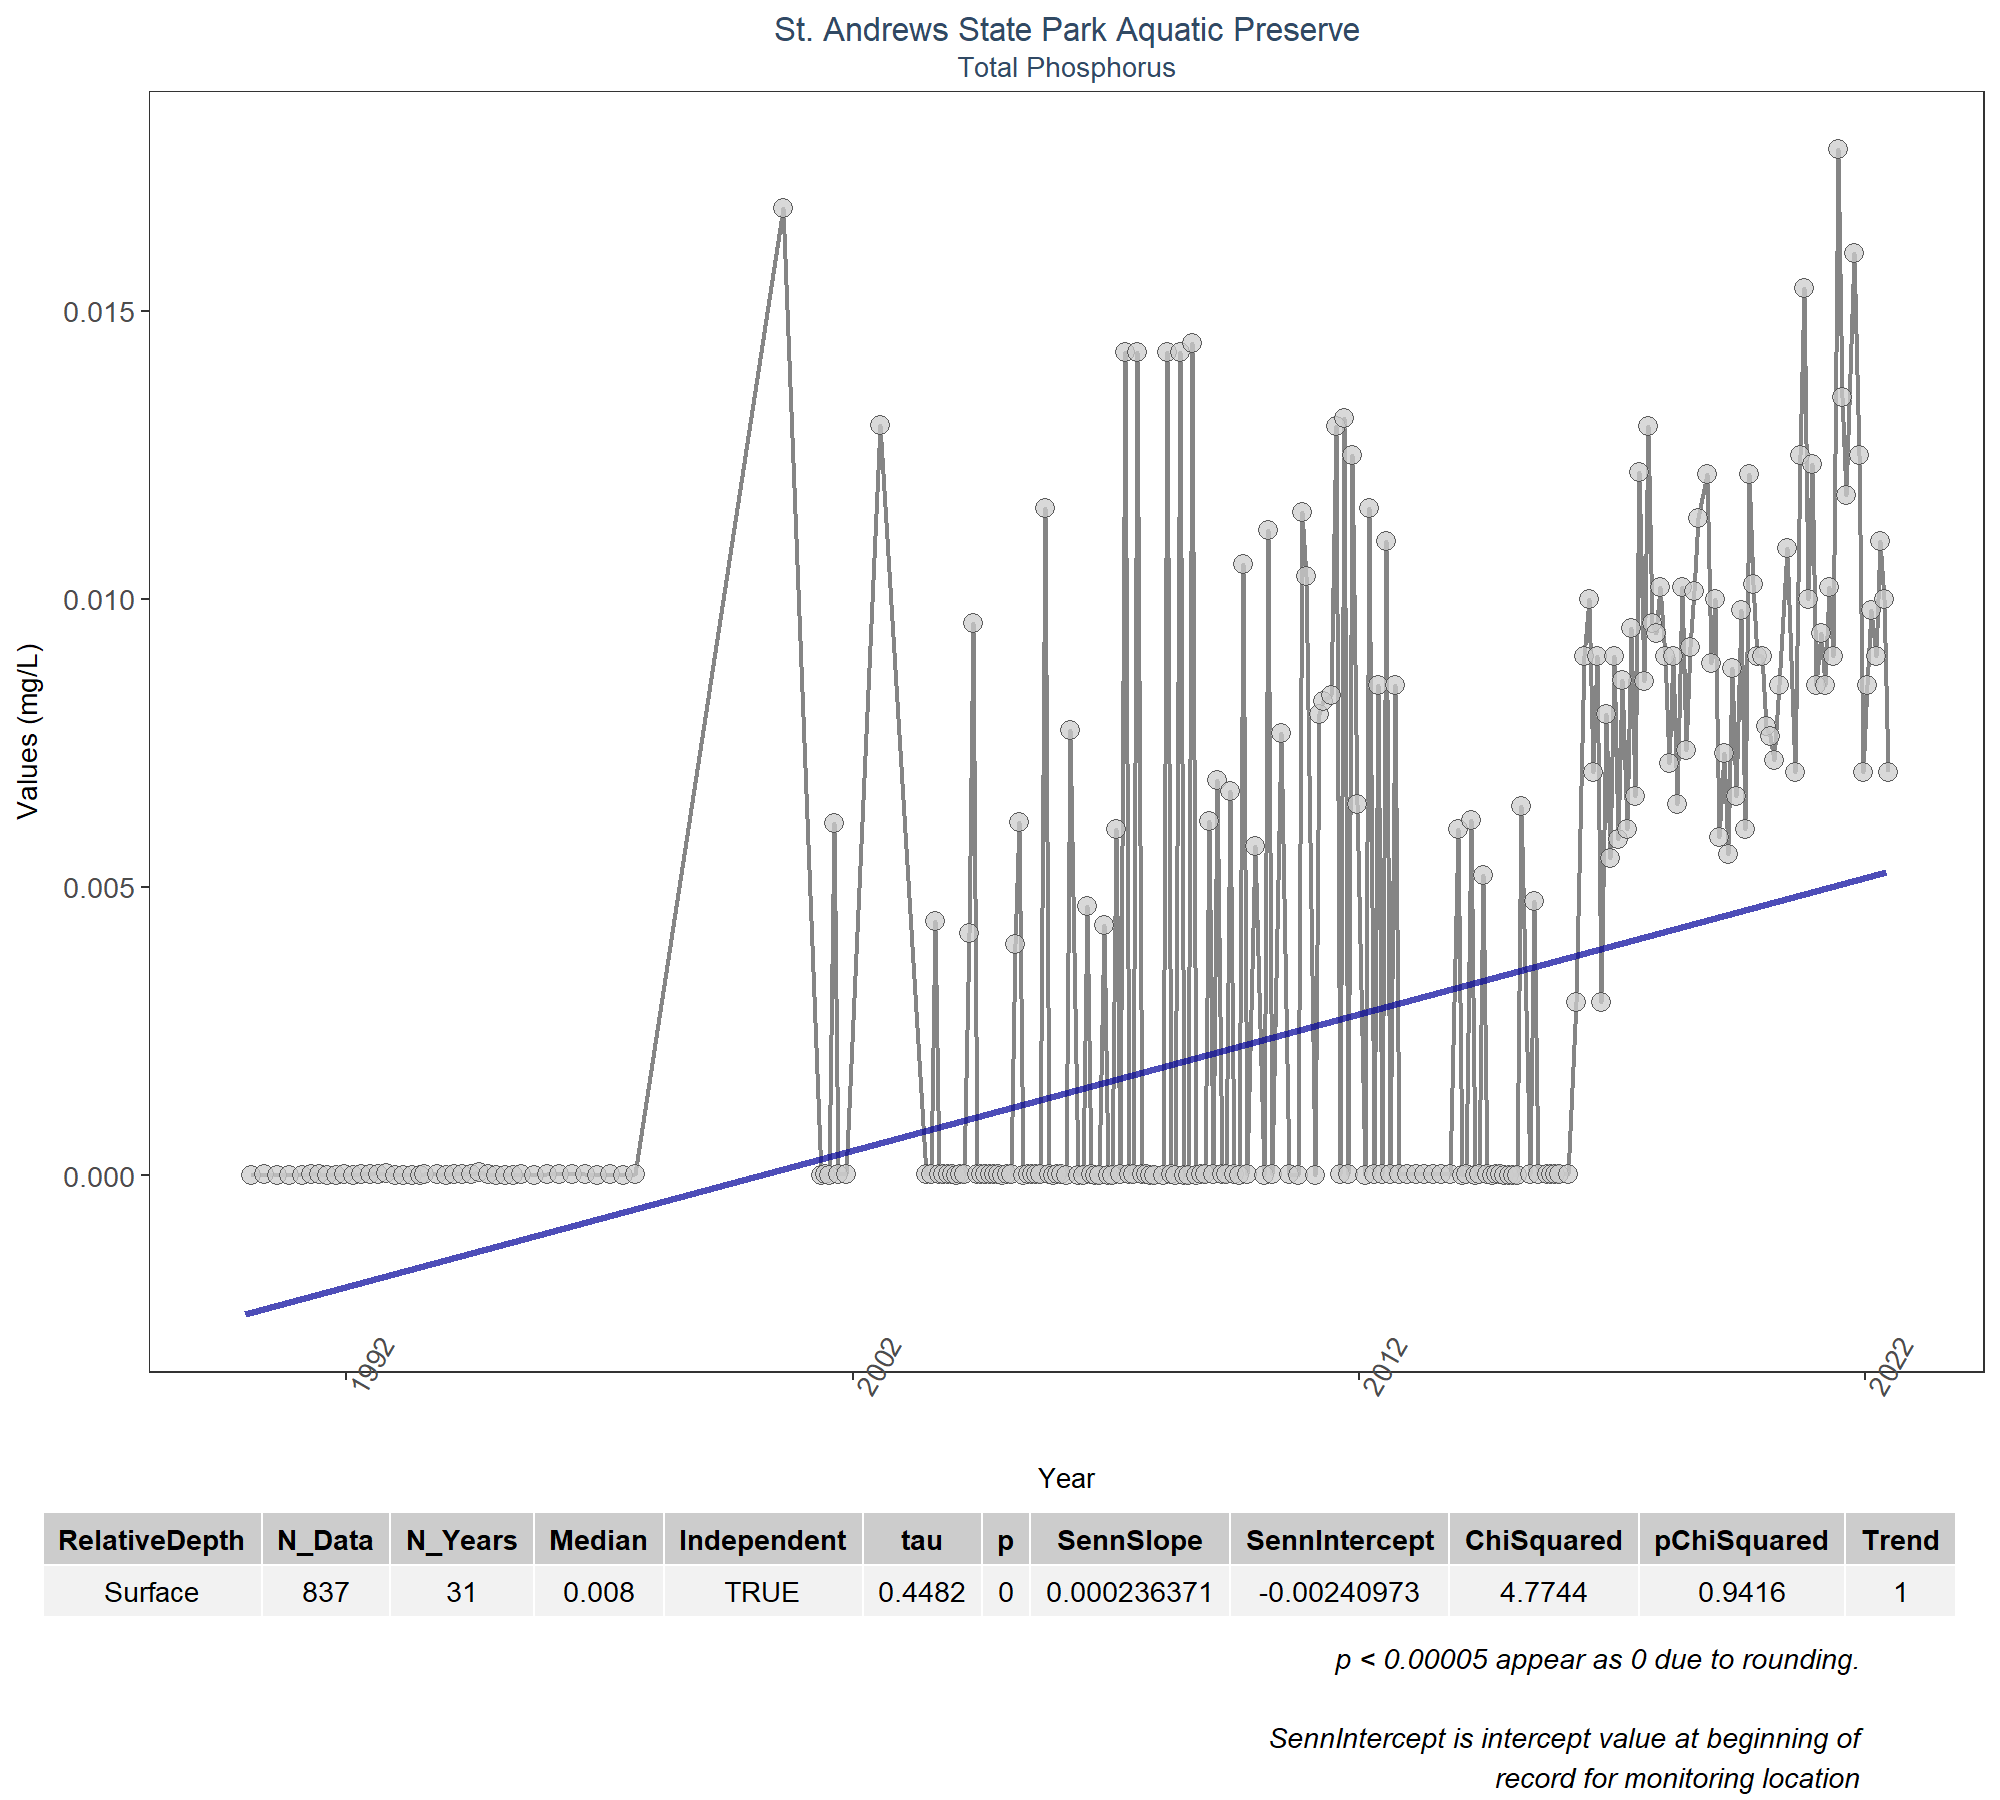 St. Andrews State Park Aquatic Preserve
Total Phosphorus
Values (mg/L)
0.015
0.010
0.005
0.000
1992
2002
2012
2022
Year
RelativeDepth N_Data N_Years Median Independent tau p SennSlope SennIntercept ChiSquared pChiSquared Trend
Surface 837 31 0.008 TRUE 0.4482 0 0.000236371 -0.00240973 4.7744 0.9416 1
p < 0.00005 appear as 0 due to rounding.
SennIntercept is intercept value at beginning of
record for monitoring location